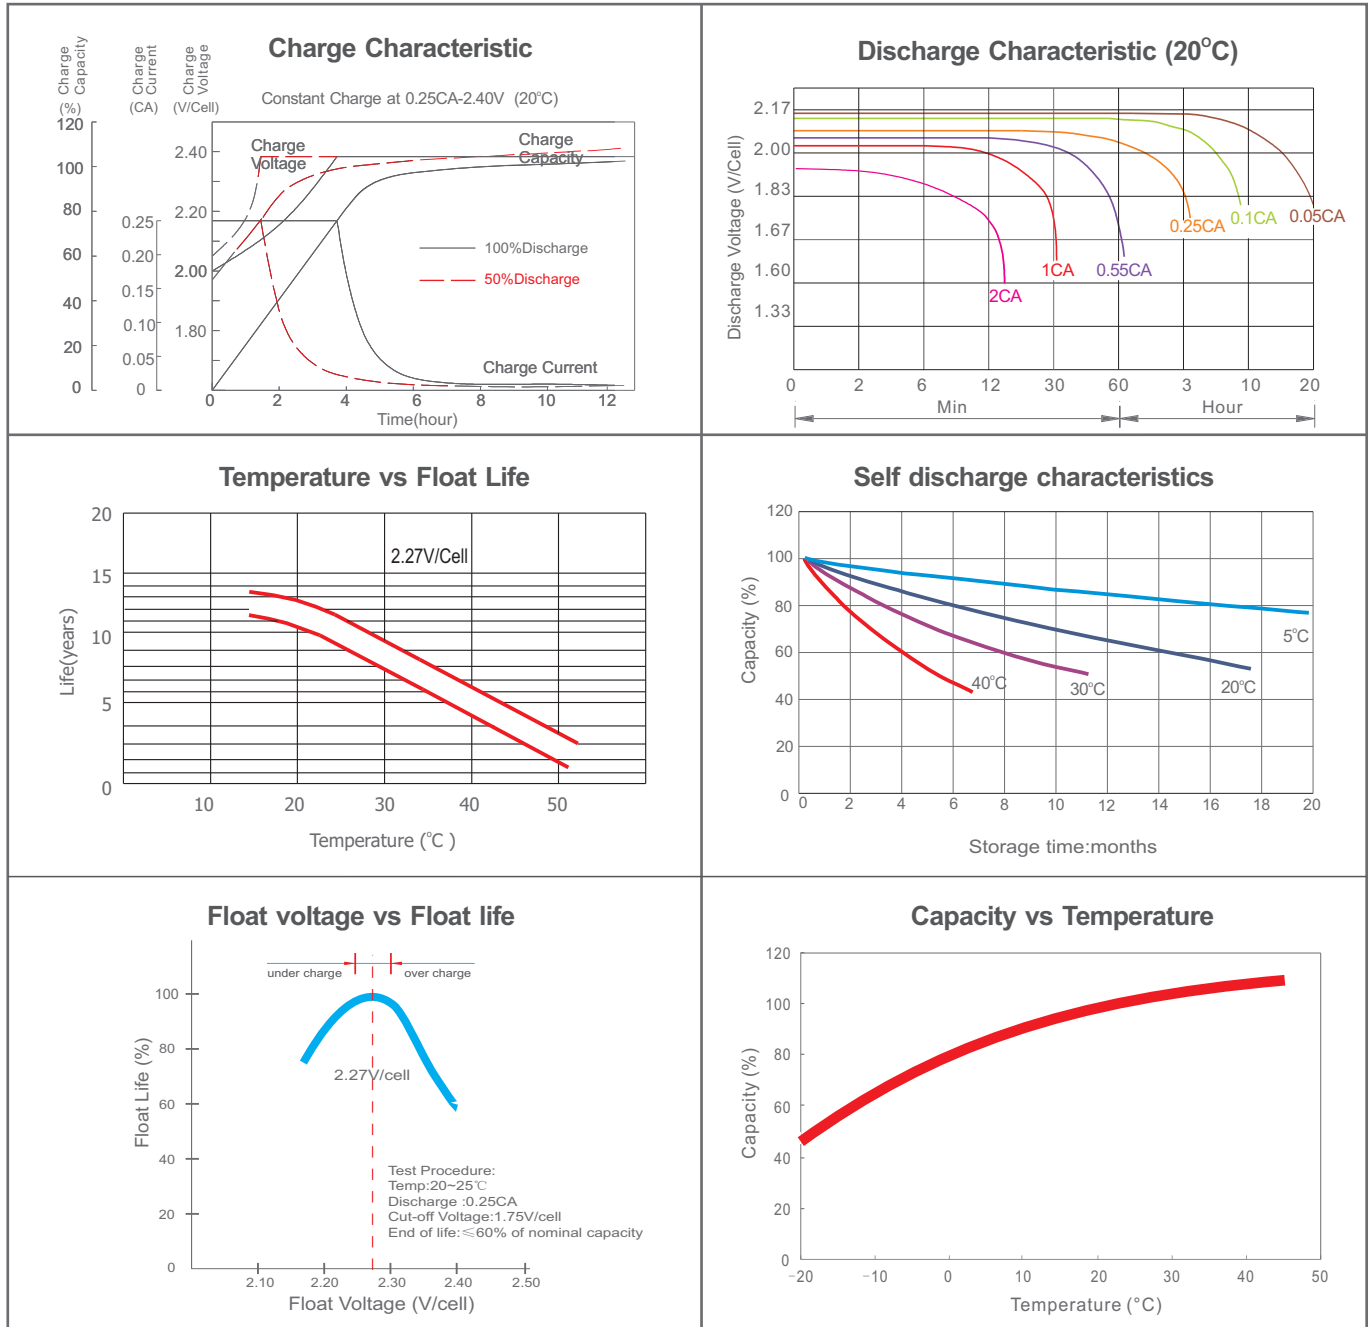 Charge Characteristic
Charge
Capacity
(%)
Charge
Current
(CA)
Charge
Voltage
(V/Cell)
Constant Charge at 0.25CA-2.40V (20°C)
120
100
80
60
40
20
0
0.25
0.20
0.15
0.10
0.05
0
2.40
2.20
2.00
1.80
Charge
Voltage
Charge
Capacity
100%Discharge
50%Discharge
Charge Current
0 2 4 6 8 10 12
Time(hour)
Discharge Characteristic (20°C)
Discharge Voltage (V/Cell)
2.17
2.00
1.83
1.67
1.60
1.33
2CA
1CA
0.55CA
0.25CA
0.1CA
0.05CA
0 2 6 12 30 60 3 10 20
Min Hour
Temperature vs Float Life
Life(years)
20
15
10
5
0
2.27V/Cell
10 20 30 40 50
Temperature (°C )
Self discharge characteristics
Capacity (%)
120
100
80
60
40
20
0
5°C
40°C
30°C
20°C
0 2 4 6 8 10 12 14 16 18 20
Storage time:months
Float voltage vs Float life
under charge
over charge
Float Life (%)
100
80
60
40
20
0
2.27V/cell
Test Procedure:
Temp:20~25℃
Discharge :0.25CA
Cut-off Voltage:1.75V/cell
End of life:≤60% of nominal capacity
2.10 2.20 2.30 2.40 2.50
Float Voltage (V/cell)
Capacity vs Temperature
Capacity (%)
120
100
80
60
40
20
0
−20 −10 0 10 20 30 40 50
Temperature (°C)